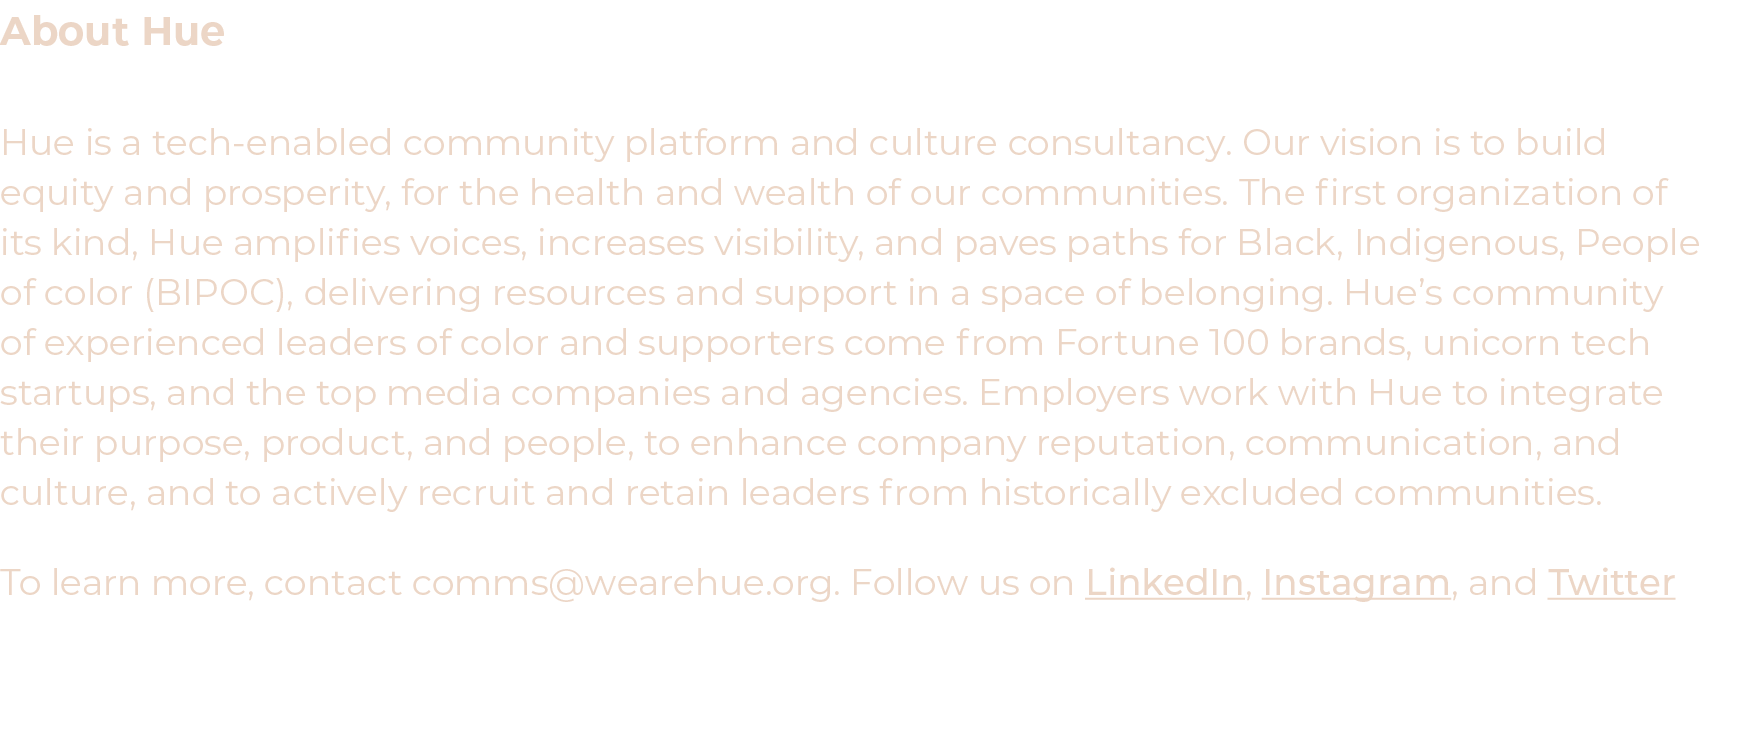 About Hue
Hue is a tech-enabled community platform and culture consultancy. Our vision is to build
equity and prosperity, for the health and wealth of our communities. The first organization of
its kind, Hue amplifies voices, increases visibility, and paves paths for Black, Indigenous, People
of color (BIPOC), delivering resources and support in a space of belonging. Hue’s community
of experienced leaders of color and supporters come from Fortune 100 brands, unicorn tech
startups, and the top media companies and agencies. Employers work with Hue to integrate
their purpose, product, and people, to enhance company reputation, communication, and
culture, and to actively recruit and retain leaders from historically excluded communities.
To learn more, contact comms@wearehue.org. Follow us on LinkedIn, Instagram, and Twitter